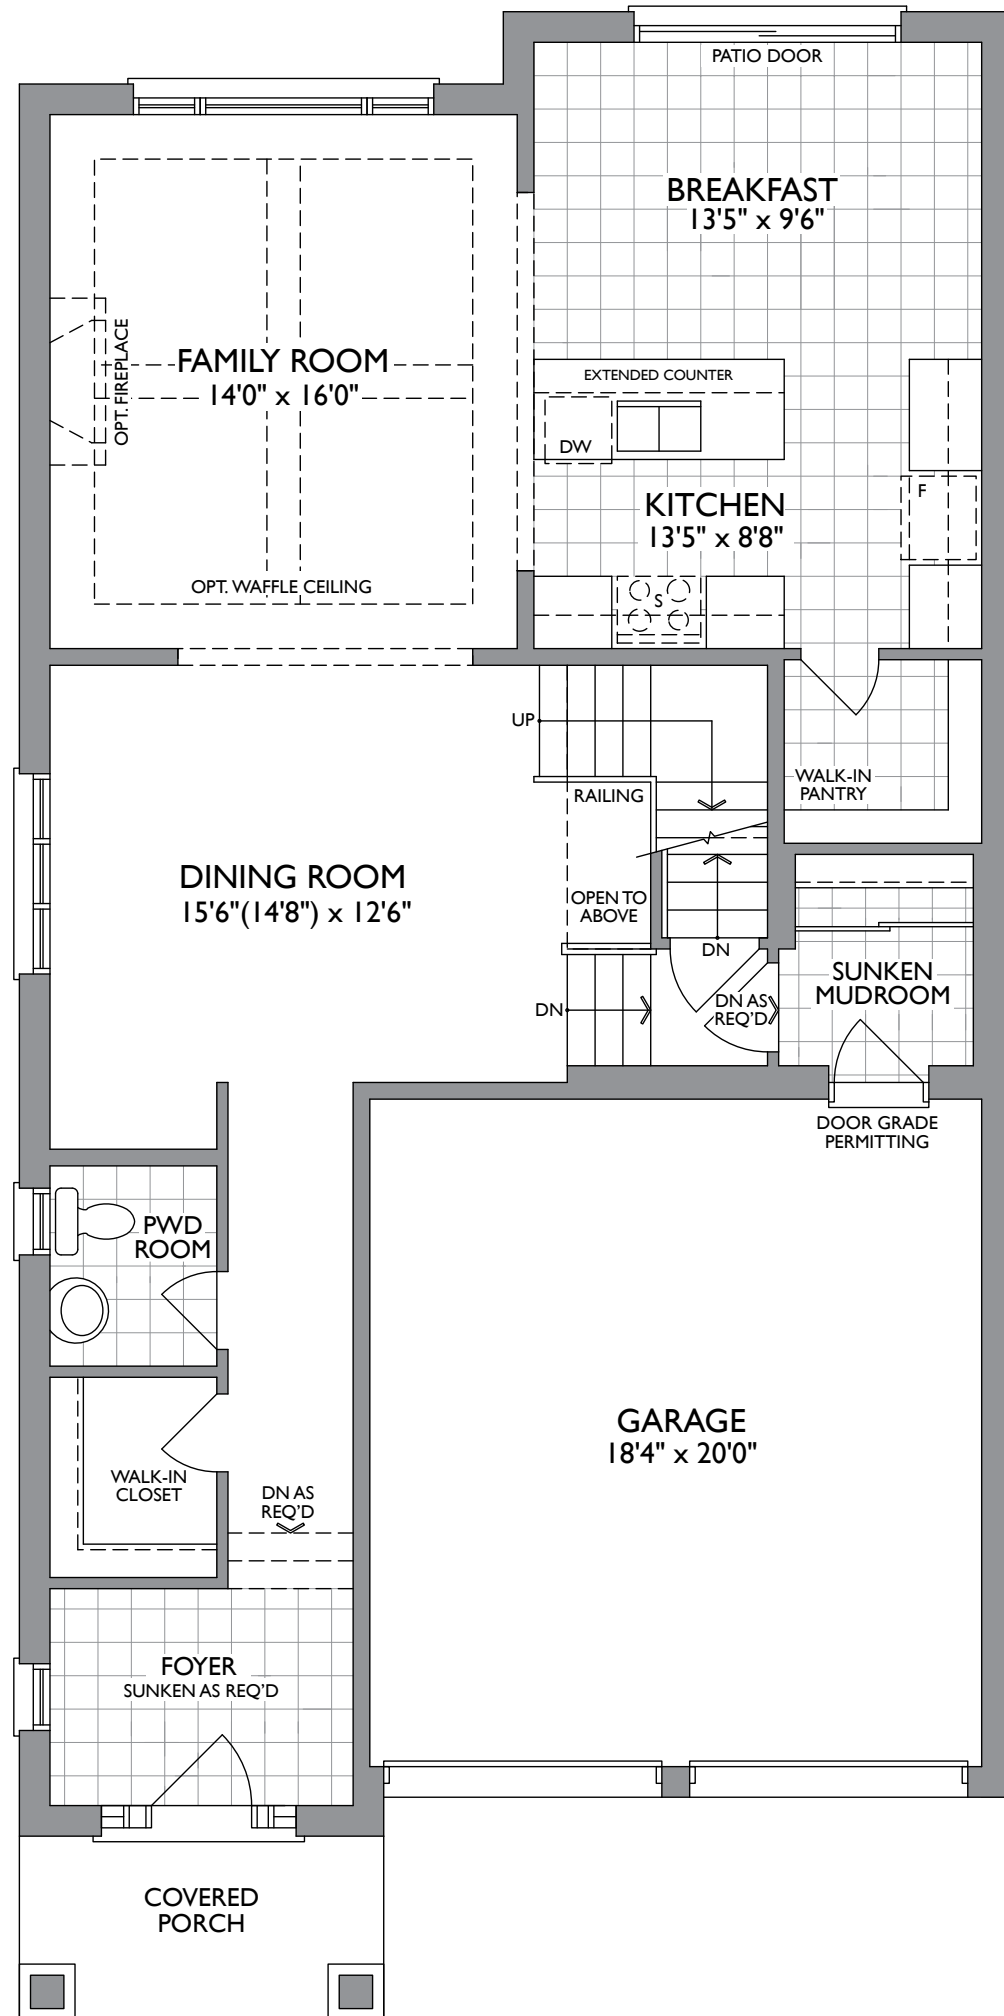 PATIO DOOR
BREAKFAST
13'5" x 9'6"
FAMILY ROOM
14'0" x 16'0"
OPT. FIREPLACE
OPT. WAFFLE CEILING
EXTENDED COUNTER
DW
KITCHEN
13'5" x 8'8"
F
S
UP
RAILING
WALK-IN
PANTRY
DINING ROOM
15'6"(14'8") x 12'6"
OPEN TO
ABOVE
DN
DN
DN AS
REQ'D
SUNKEN
MUDROOM
DOOR GRADE
PERMITTING
PWD
ROOM
WALK-IN
CLOSET
DN AS
REQ'D
GARAGE
18'4" x 20'0"
FOYER
SUNKEN AS REQ'D
COVERED
PORCH